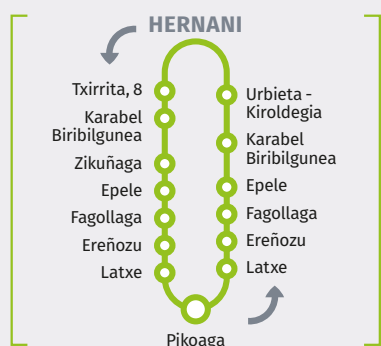 HERNANI
Txirrita, 8
Karabel
Biribilgunea
Zikuñaga
Epele
Fagollaga
Ereñozu
Latxe
Urbieta -
Kiroldegia
Karabel
Biribilgunea
Epele
Fagollaga
Ereñozu
Latxe
Pikoaga